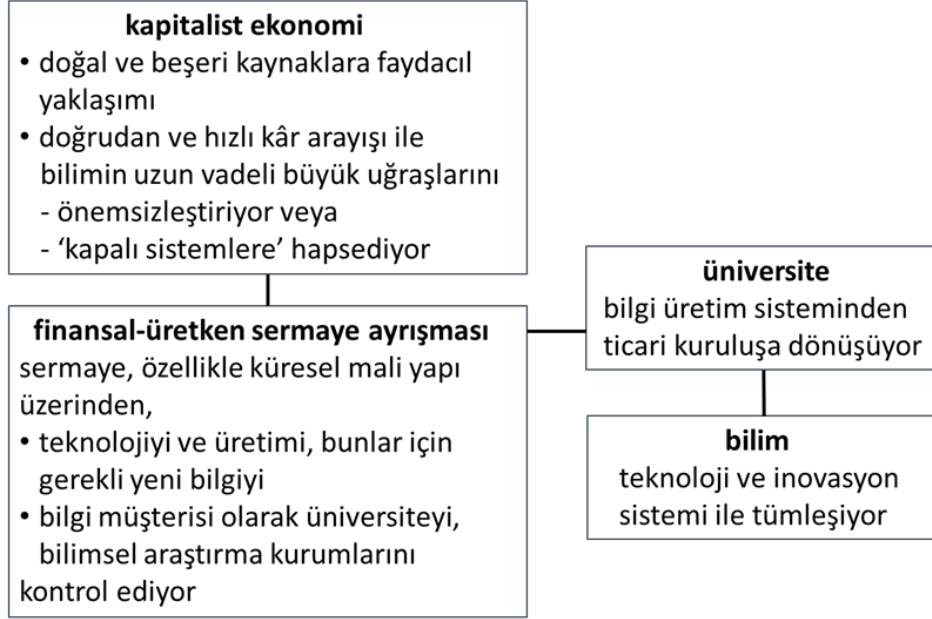 kapitalist ekonomi
• doğal ve beşeri kaynaklara faydacıl
yaklaşımı
• doğrudan ve hızlı kâr arayışı ile
bilimin uzun vadeli büyük uğraşlarını
- önemsizleştiriyor veya
- ‘kapalı sistemlere’ hapsediyor
finansal-üretken sermaye ayrışması
sermaye, özellikle küresel mali yapı
üzerinden,
• teknolojiyi ve üretimi, bunlar için
gerekli yeni bilgiyi
• bilgi müşterisi olarak üniversiteyi,
bilimsel araştırma kurumlarını
kontrol ediyor
üniversite
bilgi üretim sisteminden
ticari kuruluşa dönüşüyor
bilim
teknoloji ve inovasyon
sistemi ile tümleşiyor